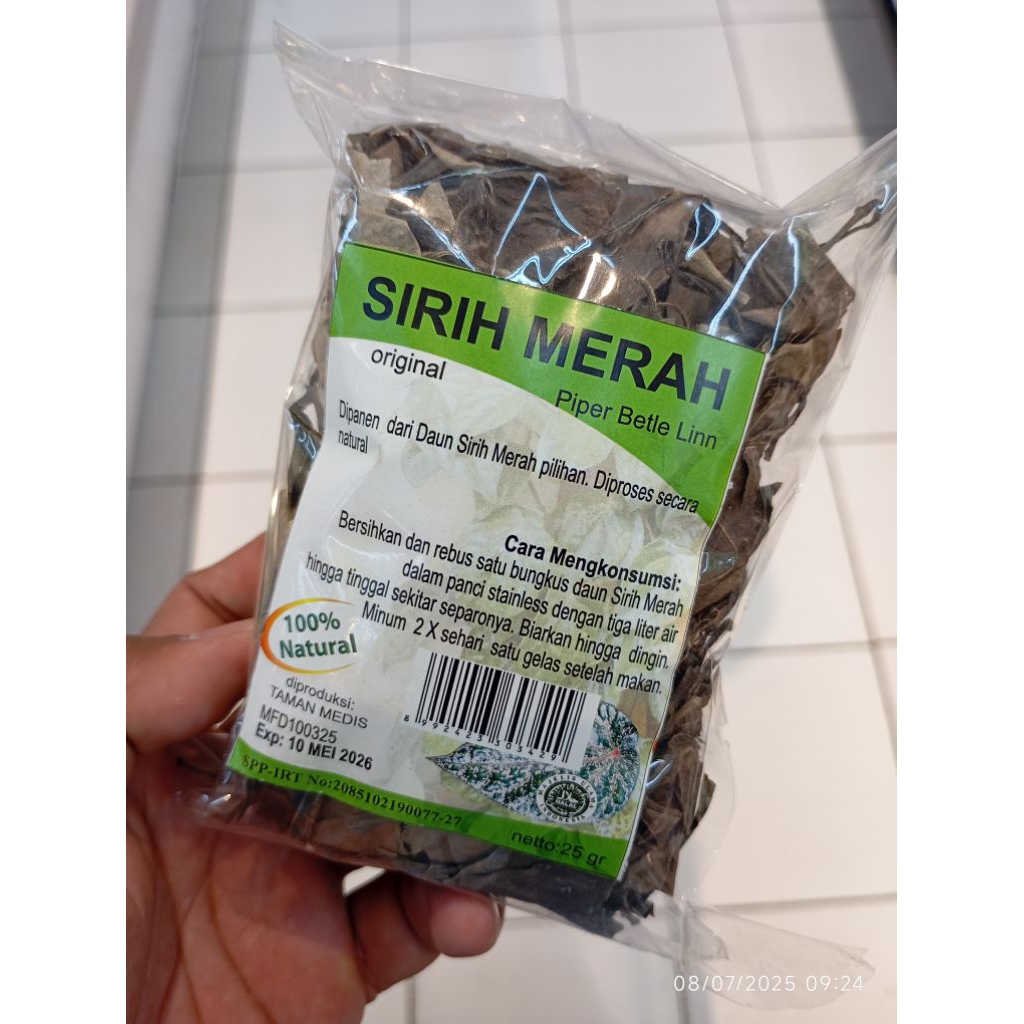 SIRIH MERAH
original
Piper Betle Linn
Dipanen dari Daun Sirih Merah pilihan. Diproses secara
natural
Cara Mengkonsumsi:
Bersihkan dan rebus satu bungkus daun Sirih Merah
dalam panci stainless dengan tiga liter air
hingga tinggal sekitar separonya. Biarkan hingga dingin.
Minum 2 X sehari satu gelas setelah makan.
100%
Natural
diproduksi:
TAMAN MEDIS
MFD100325
Exp: 10 MEI 2026
8 992423 303429
SPP-IRT No:2085102190077-27
netto:25 gr
08/07/2025 09:24